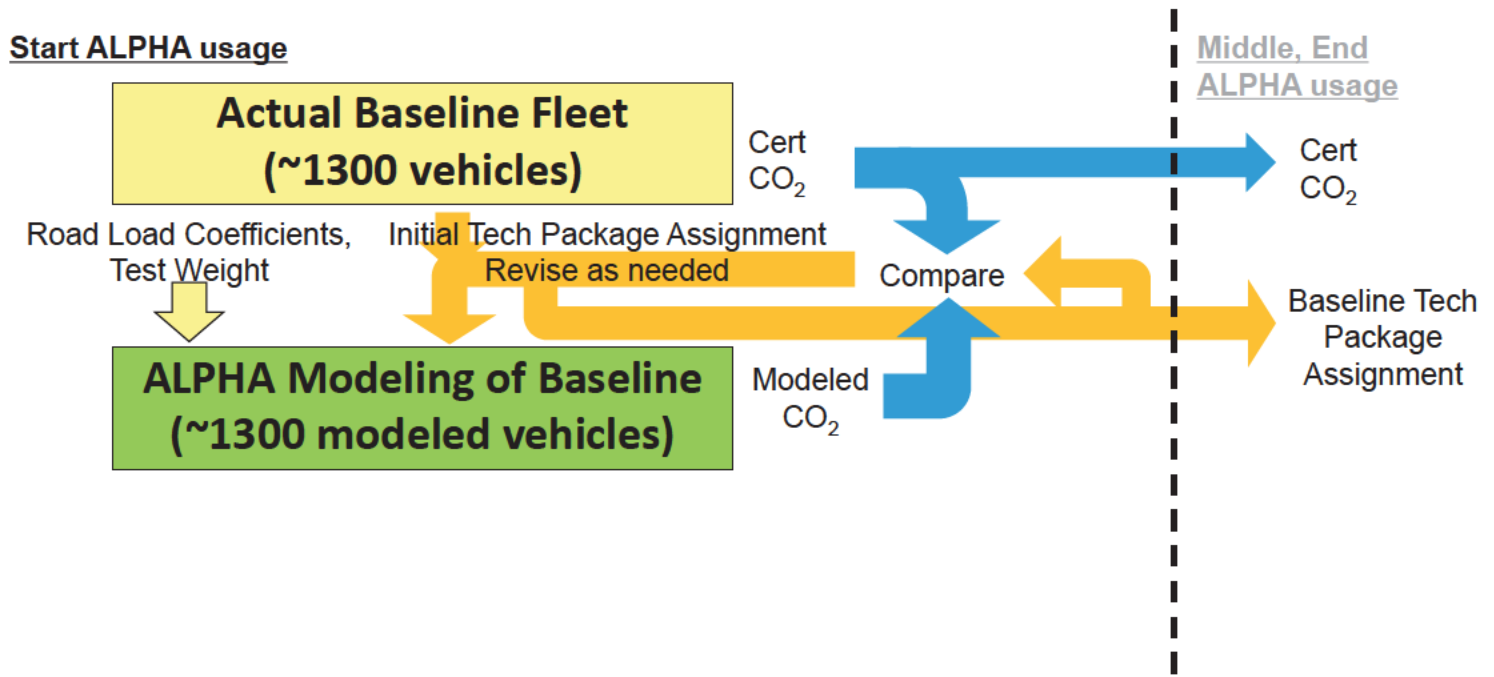 Start ALPHA usage
Middle, End
ALPHA usage
Actual Baseline Fleet
(~1300 vehicles)
Cert
CO₂
Cert
CO₂
Road Load Coefficients,
Test Weight
Initial Tech Package Assignment
Revise as needed
Compare
Baseline Tech
Package
Assignment
ALPHA Modeling of Baseline
(~1300 modeled vehicles)
Modeled
CO₂